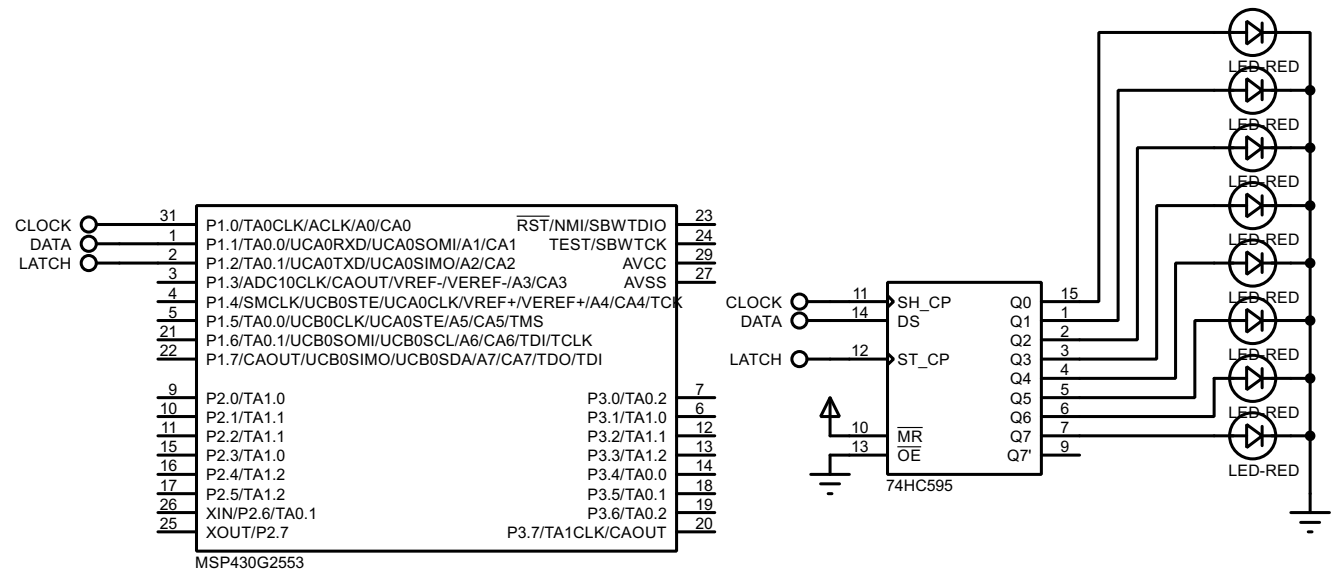 CLOCK 31 P1.0/TA0CLK/ACLK/A0/CA0 RST/NMI/SBWTDIO 23
DATA 1 P1.1/TA0.0/UCA0RXD/UCA0SOMI/A1/CA1 TEST/SBWTCK 24
LATCH 2 P1.2/TA0.1/UCA0TXD/UCA0SIMO/A2/CA2 AVCC 29
3 P1.3/ADC10CLK/CAOUT/VREF-/VEREF-/A3/CA3 AVSS 27
4 P1.4/SMCLK/UCB0STE/UCA0CLK/VREF+/VEREF+/A4/CA4/TCK
5 P1.5/TA0.0/UCB0CLK/UCA0STE/A5/CA5/TMS
21 P1.6/TA0.1/UCB0SOMI/UCB0SCL/A6/CA6/TDI/TCLK
22 P1.7/CAOUT/UCB0SIMO/UCB0SDA/A7/CA7/TDO/TDI
9 P2.0/TA1.0 P3.0/TA0.2 7
10 P2.1/TA1.1 P3.1/TA1.0 6
11 P2.2/TA1.1 P3.2/TA1.1 12
15 P2.3/TA1.0 P3.3/TA1.2 13
16 P2.4/TA1.2 P3.4/TA0.0 14
17 P2.5/TA1.2 P3.5/TA0.1 18
26 XIN/P2.6/TA0.1 P3.6/TA0.2 19
25 XOUT/P2.7 P3.7/TA1CLK/CAOUT 20
MSP430G2553
CLOCK 11 SH_CP Q0 15
DATA 14 DS Q1 1
Q2 2
LATCH 12 ST_CP Q3 3
Q4 4
Q5 5
Q6 6
10 MR Q7 7
13 OE Q7' 9
74HC595
LED-RED
LED-RED
LED-RED
LED-RED
LED-RED
LED-RED
LED-RED
LED-RED